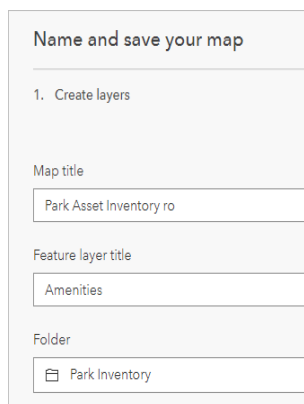 Name and save your map
1. Create layers
Map title
Park Asset Inventory ro
Feature layer title
Amenities
Folder
Park Inventory